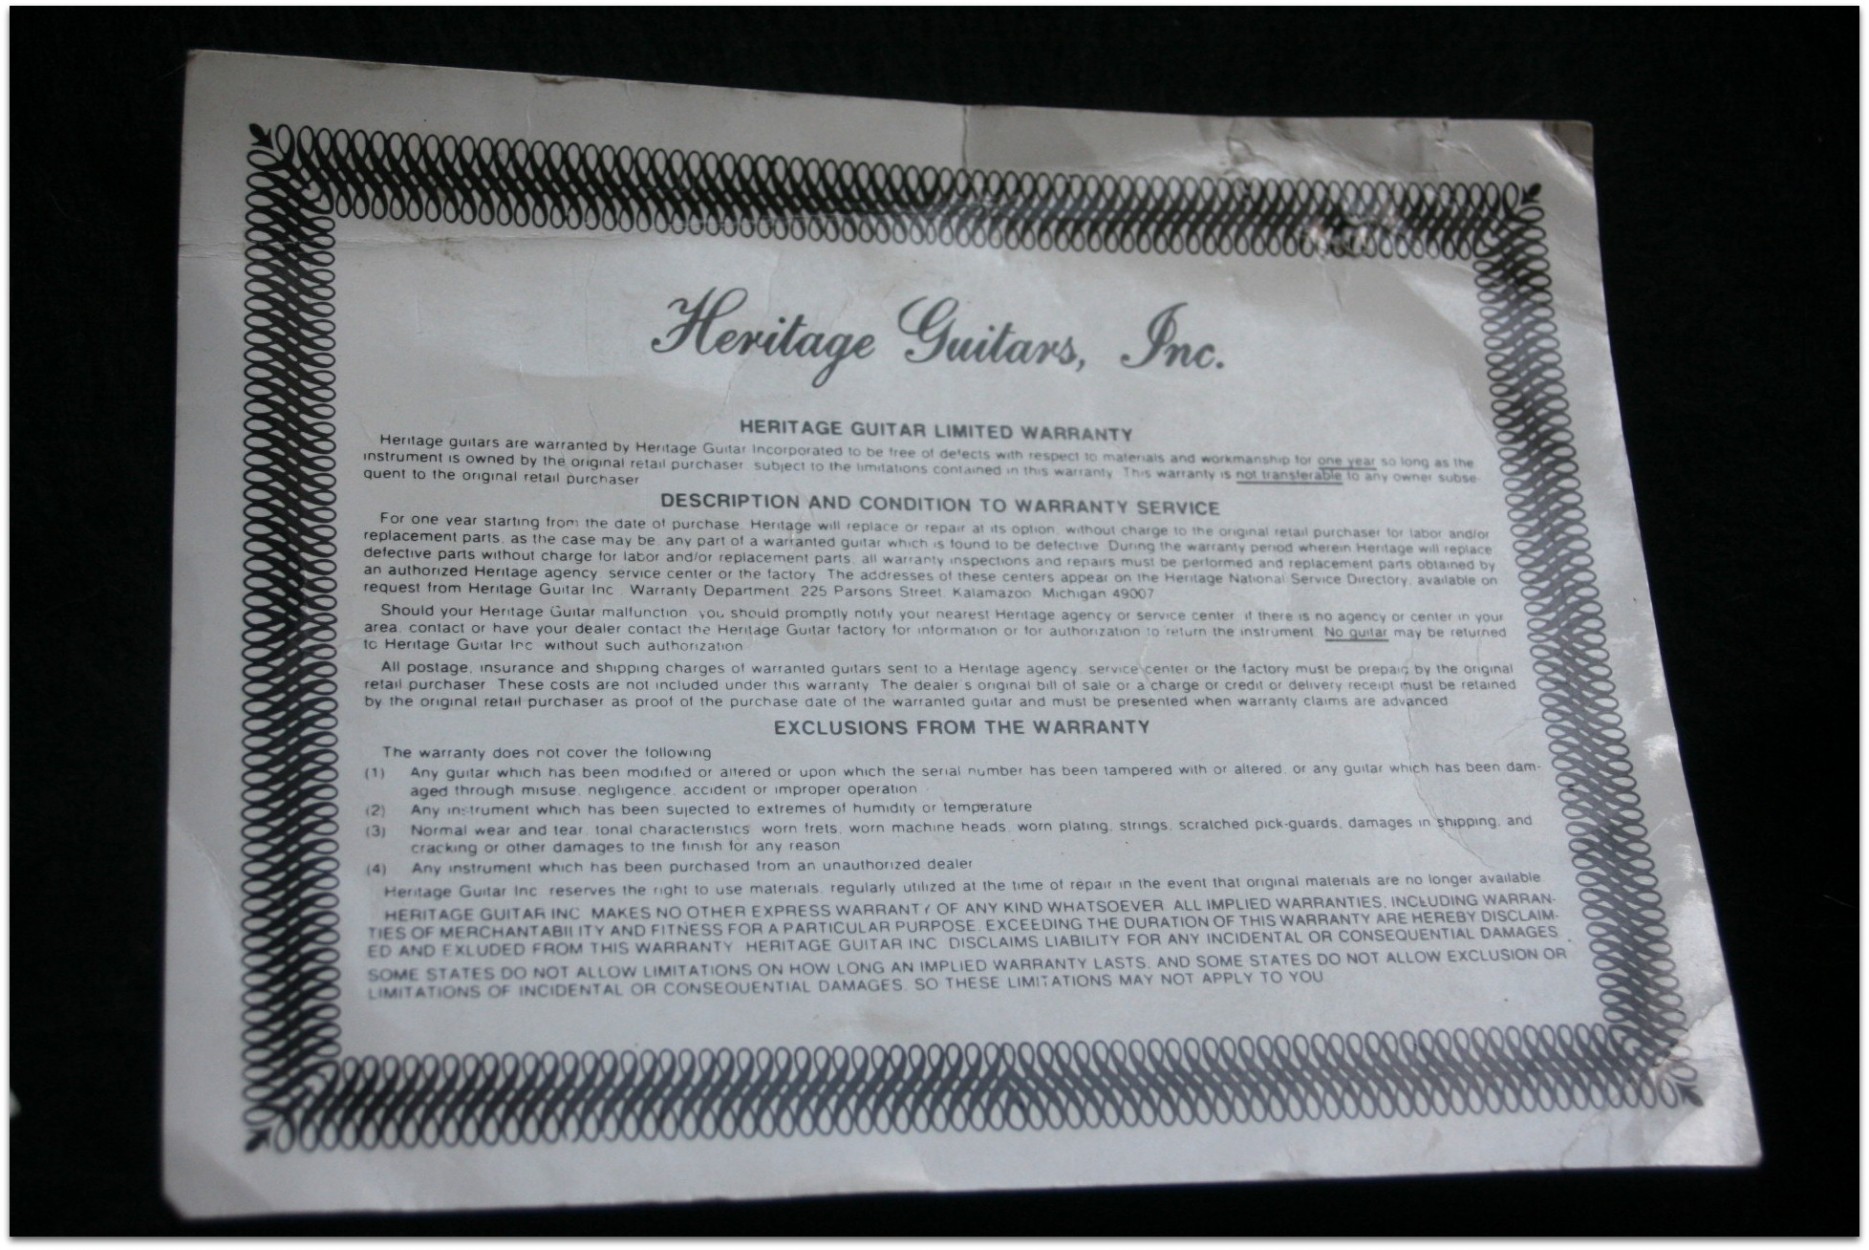 Heritage Guitars, Inc.
HERITAGE GUITAR LIMITED WARRANTY
Heritage guitars are warranted by Heritage Guitar Incorporated to be free of defects with respect to materials and workmanship for one year so long as the
instrument is owned by the original retail purchaser, subject to the limitations contained in this warranty. This warranty is not transferable to any owner subse-
quent to the original retail purchaser
DESCRIPTION AND CONDITION TO WARRANTY SERVICE
For one year starting from the date of purchase, Heritage will replace or repair at its option, without charge to the original retail purchaser for labor and/or
replacement parts, as the case may be, any part of a warranted guitar which is found to be defective. During the warranty period wherein Heritage will replace
defective parts without charge for labor and/or replacement parts, all warranty inspections and repairs must be performed and replacement parts obtained by
an authorized Heritage agency, service center or the factory. The addresses of these centers appear on the Heritage National Service Directory, available on
request from Heritage Guitar Inc. Warranty Department, 225 Parsons Street, Kalamazoo, Michigan 49007
Should your Heritage Guitar malfunction, you should promptly notify your nearest Heritage agency or service center, if there is no agency or center in your
area, contact or have your dealer contact the Heritage Guitar factory for information or for authorization to return the instrument. No guitar may be returned
to Heritage Guitar Inc. without such authorization
All postage, insurance and shipping charges of warranted guitars sent to a Heritage agency, service center or the factory must be prepaid by the original
retail purchaser. These costs are not included under this warranty. The dealer's original bill of sale or a charge or credit or delivery receipt must be retained
by the original retail purchaser as proof of the purchase date of the warranted guitar and must be presented when warranty claims are advanced
EXCLUSIONS FROM THE WARRANTY
The warranty does not cover the following
(1) Any guitar which has been modified or altered or upon which the serial number has been tampered with or altered, or any guitar which has been dam-
aged through misuse, negligence, accident or improper operation
(2) Any instrument which has been sujected to extremes of humidity or temperature
(3) Normal wear and tear, tonal characteristics, worn frets, worn machine heads, worn plating, strings, scratched pick-guards, damages in shipping, and
cracking or other damages to the finish for any reason
(4) Any instrument which has been purchased from an unauthorized dealer
Heritage Guitar Inc. reserves the right to use materials, regularly utilized at the time of repair in the event that original materials are no longer available.
HERITAGE GUITAR INC. MAKES NO OTHER EXPRESS WARRANTY OF ANY KIND WHATSOEVER. ALL IMPLIED WARRANTIES, INCLUDING WARRAN-
TIES OF MERCHANTABILITY AND FITNESS FOR A PARTICULAR PURPOSE, EXCEEDING THE DURATION OF THIS WARRANTY ARE HEREBY DISCLAIM-
ED AND EXLUDED FROM THIS WARRANTY. HERITAGE GUITAR INC. DISCLAIMS LIABILITY FOR ANY INCIDENTAL OR CONSEQUENTIAL DAMAGES.
SOME STATES DO NOT ALLOW LIMITATIONS ON HOW LONG AN IMPLIED WARRANTY LASTS, AND SOME STATES DO NOT ALLOW EXCLUSION OR
LIMITATIONS OF INCIDENTAL OR CONSEQUENTIAL DAMAGES, SO THESE LIMITATIONS MAY NOT APPLY TO YOU